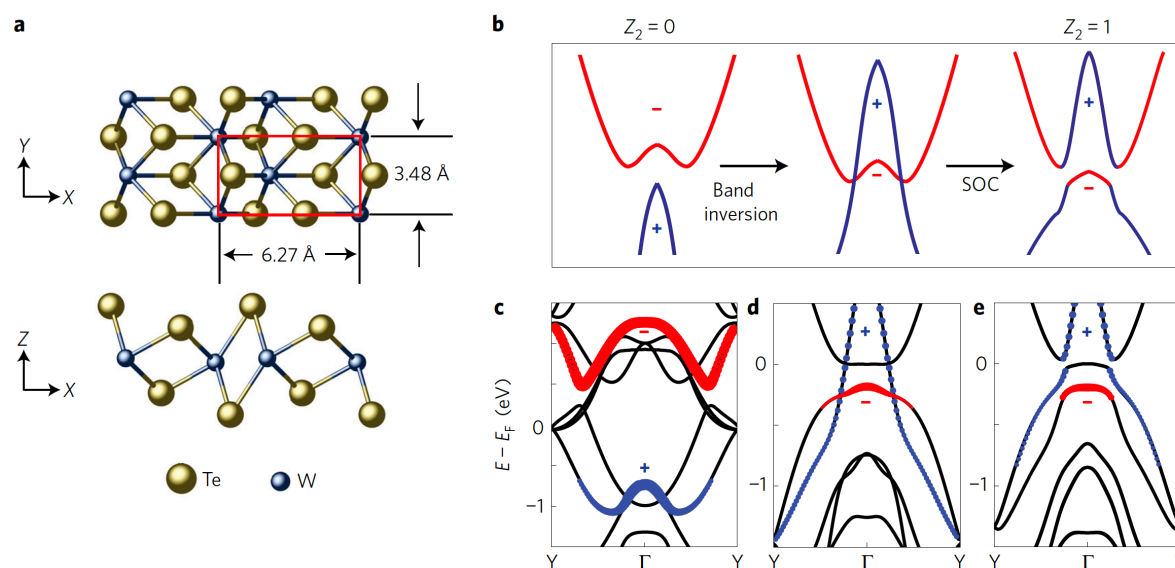 a
Y
X
3.48 Å
6.27 Å
Z
X
Te
W
b
Z2 = 0
Z2 = 1
−
+
Band
inversion
+
−
SOC
+
−
c
d
e
E − EF (eV)
0
−1
−
+
Y
Γ
Y
0
−1
+
−
Y
Γ
Y
0
−1
+
−
Y
Γ
Y